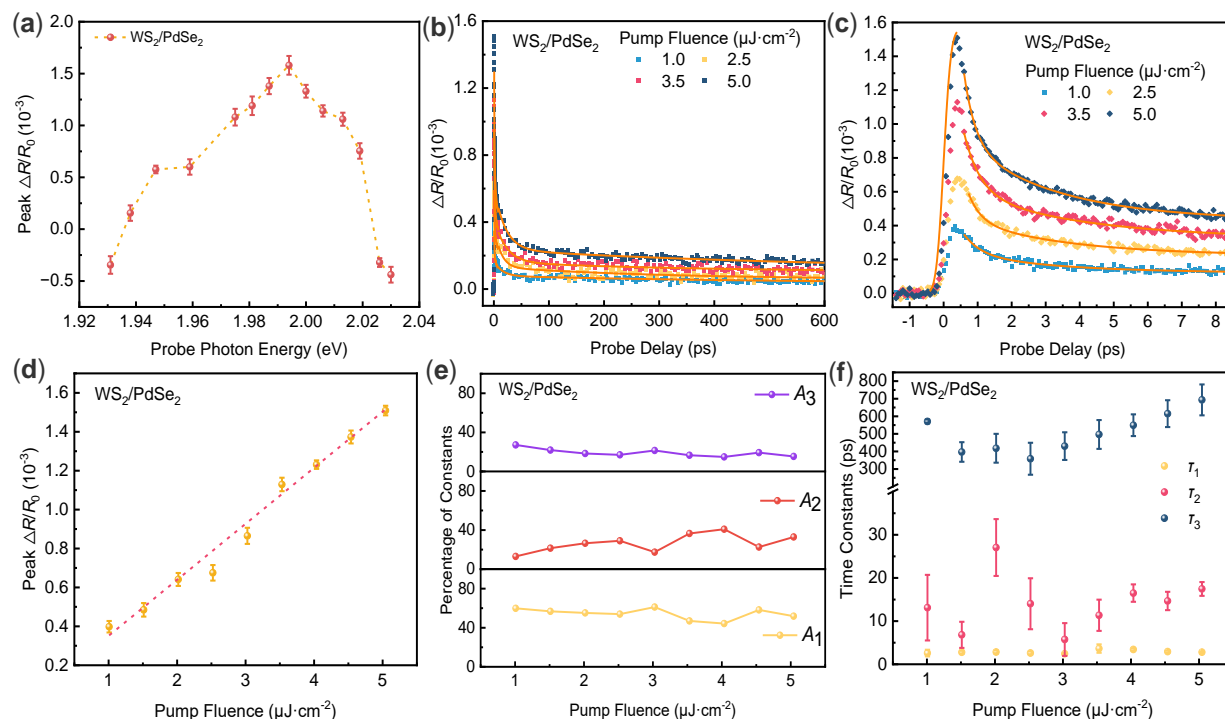 (a)
WS₂/PdSe₂
Peak △R/R₀ (10⁻³)
2.0
1.5
1.0
0.5
0.0
−0.5
1.92
1.94
1.96
1.98
2.00
2.02
2.04
Probe Photon Energy (eV)
(b)
WS₂/PdSe₂
Pump Fluence (μJ·cm⁻²)
1.0
2.5
3.5
5.0
△R/R₀(10⁻³)
1.6
1.2
0.8
0.4
0.0
0
100
200
300
400
500
600
Probe Delay (ps)
(c)
WS₂/PdSe₂
Pump Fluence (μJ·cm⁻²)
1.0
2.5
3.5
5.0
△R/R₀(10⁻³)
1.6
1.4
1.2
1.0
0.8
0.6
0.4
0.2
0.0
-1
0
1
2
3
4
5
6
7
8
Probe Delay (ps)
(d)
WS₂/PdSe₂
Peak △R/R₀ (10⁻³)
1.6
1.4
1.2
1.0
0.8
0.6
0.4
0.2
1
2
3
4
5
Pump Fluence (μJ·cm⁻²)
(e)
WS₂/PdSe₂
A₃
A₂
A₁
Percentage of Constants
80
40
0
80
40
0
80
40
0
1
2
3
4
5
Pump Fluence (μJ·cm⁻²)
(f)
WS₂/PdSe₂
τ₁
τ₂
τ₃
Time Constants (ps)
800
700
600
500
400
300
30
20
10
0
1
2
3
4
5
Pump Fluence (μJ·cm⁻²)